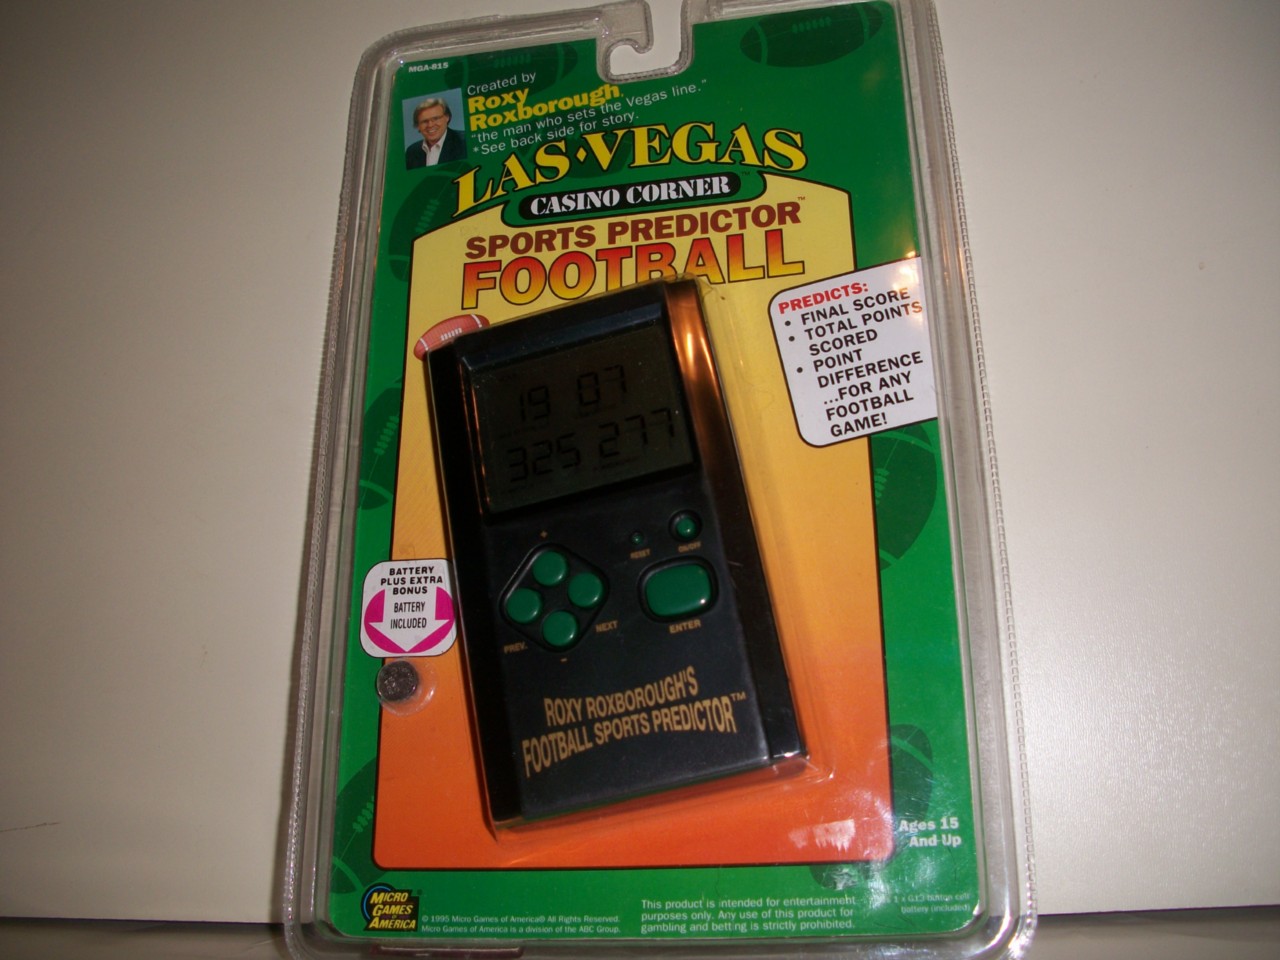 MGA-815
Created by
Roxy
Roxborough
"the man who sets the Vegas line."
*See back side for story.
LAS VEGAS
CASINO CORNER™
SPORTS PREDICTOR™
FOOTBALL
PREDICTS:
• FINAL SCORE
• TOTAL POINTS
SCORED
• POINT
DIFFERENCE
...FOR ANY
FOOTBALL
GAME!
19 07
325 277
+
RESET
ON/OFF
PREV.
NEXT
-
ENTER
BATTERY
PLUS EXTRA
BONUS
BATTERY
INCLUDED
ROXY ROXBOROUGH'S
FOOTBALL SPORTS PREDICTOR™
Ages 15
And Up
MICRO
GAMES
OF
AMERICA®
© 1995 Micro Games of America® All Rights Reserved.
Micro Games of America is a division of the ABC Group.
This product is intended for entertainment
purposes only. Any use of this product for
gambling and betting is strictly prohibited.
button cell
battery (included)